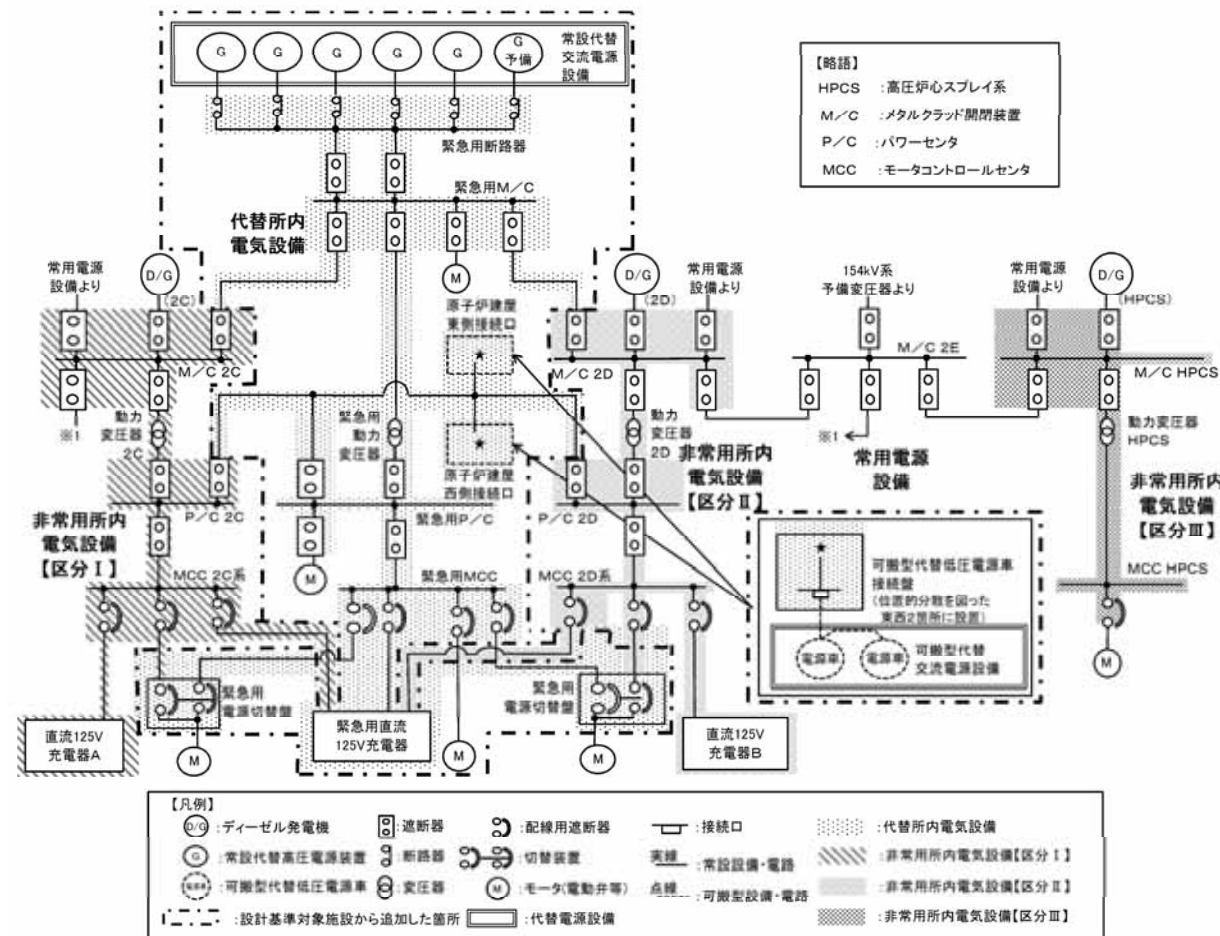 G
G
G
G
G
G
予備
常設代替
交流電源
設備
緊急用断路器
【略語】
HPCS :高圧炉心スプレイ系
M/C :メタルクラッド開閉装置
P/C :パワーセンタ
MCC :モータコントロールセンタ
緊急用M/C
代替所内
電気設備
M
常用電源
設備より
D/G
(2C)
M/C 2C
※1
原子炉建屋
東側接続口
★
D/G
(2D)
常用電源
設備より
M/C 2D
154kV系
予備変圧器より
M/C 2E
※1
常用電源
設備
常用電源
設備より
D/G
(HPCS)
M/C HPCS
動力
変圧器
2C
緊急用
動力
変圧器
★
原子炉建屋
西側接続口
動力
変圧器
2D
動力変圧器
HPCS
非常用所内
電気設備
【区分Ⅰ】
P/C 2C
緊急用P/C
P/C 2D
非常用所内
電気設備
【区分Ⅱ】
非常用所内
電気設備
【区分Ⅲ】
M
MCC 2C系
緊急用MCC
MCC 2D系
MCC HPCS
M
★
可搬型代替低圧電源車
接続盤
(位置的分散を図った
東西2箇所に設置)
電源車
電源車
可搬型代替
交流電源設備
緊急用
電源切替盤
緊急用
電源切替盤
直流125V
充電器A
M
緊急用直流
125V充電器
M
M
直流125V
充電器B
【凡例】
D/G :ディーゼル発電機
:遮断器
:配線用遮断器
:接続口
:代替所内電気設備
G :常設代替高圧電源装置
:断路器
:切替装置
実線
:常設設備・電路
:非常用所内電気設備【区分Ⅰ】
電源車 :可搬型代替低圧電源車
:変圧器
M :モータ(電動弁等)
点線
:可搬型設備・電路
:非常用所内電気設備【区分Ⅱ】
:設計基準対象施設から追加した箇所
:代替電源設備
:非常用所内電気設備【区分Ⅲ】